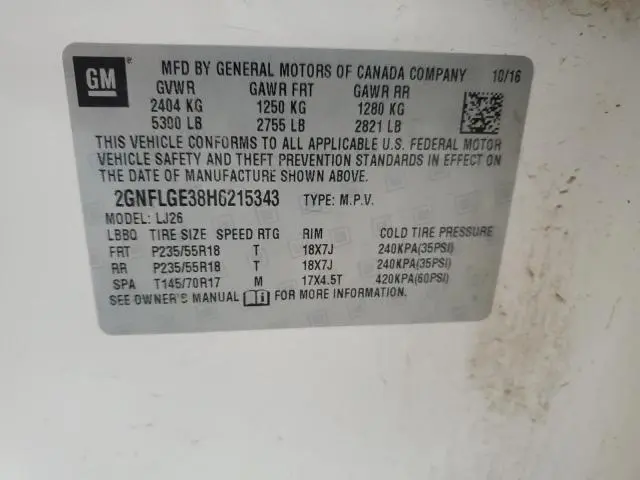 GM
MFD BY GENERAL MOTORS OF CANADA COMPANY 10/16
GVWR GAWR FRT GAWR RR
2404 KG 1250 KG 1280 KG
5300 LB 2755 LB 2821 LB
THIS VEHICLE CONFORMS TO ALL APPLICABLE U.S. FEDERAL MOTOR
VEHICLE SAFETY AND THEFT PREVENTION STANDARDS IN EFFECT ON
THE DATE OF MANUFACTURE SHOWN ABOVE.
2GNFLGE38H6215343 TYPE: M.P.V.
MODEL: LJ26
LBBQ TIRE SIZE SPEED RTG RIM COLD TIRE PRESSURE
FRT P235/55R18 T 18X7J 240KPA(35PSI)
RR P235/55R18 T 18X7J 240KPA(35PSI)
SPA T145/70R17 M 17X4.5T 420KPA(60PSI)
SEE OWNER'S MANUAL FOR MORE INFORMATION.